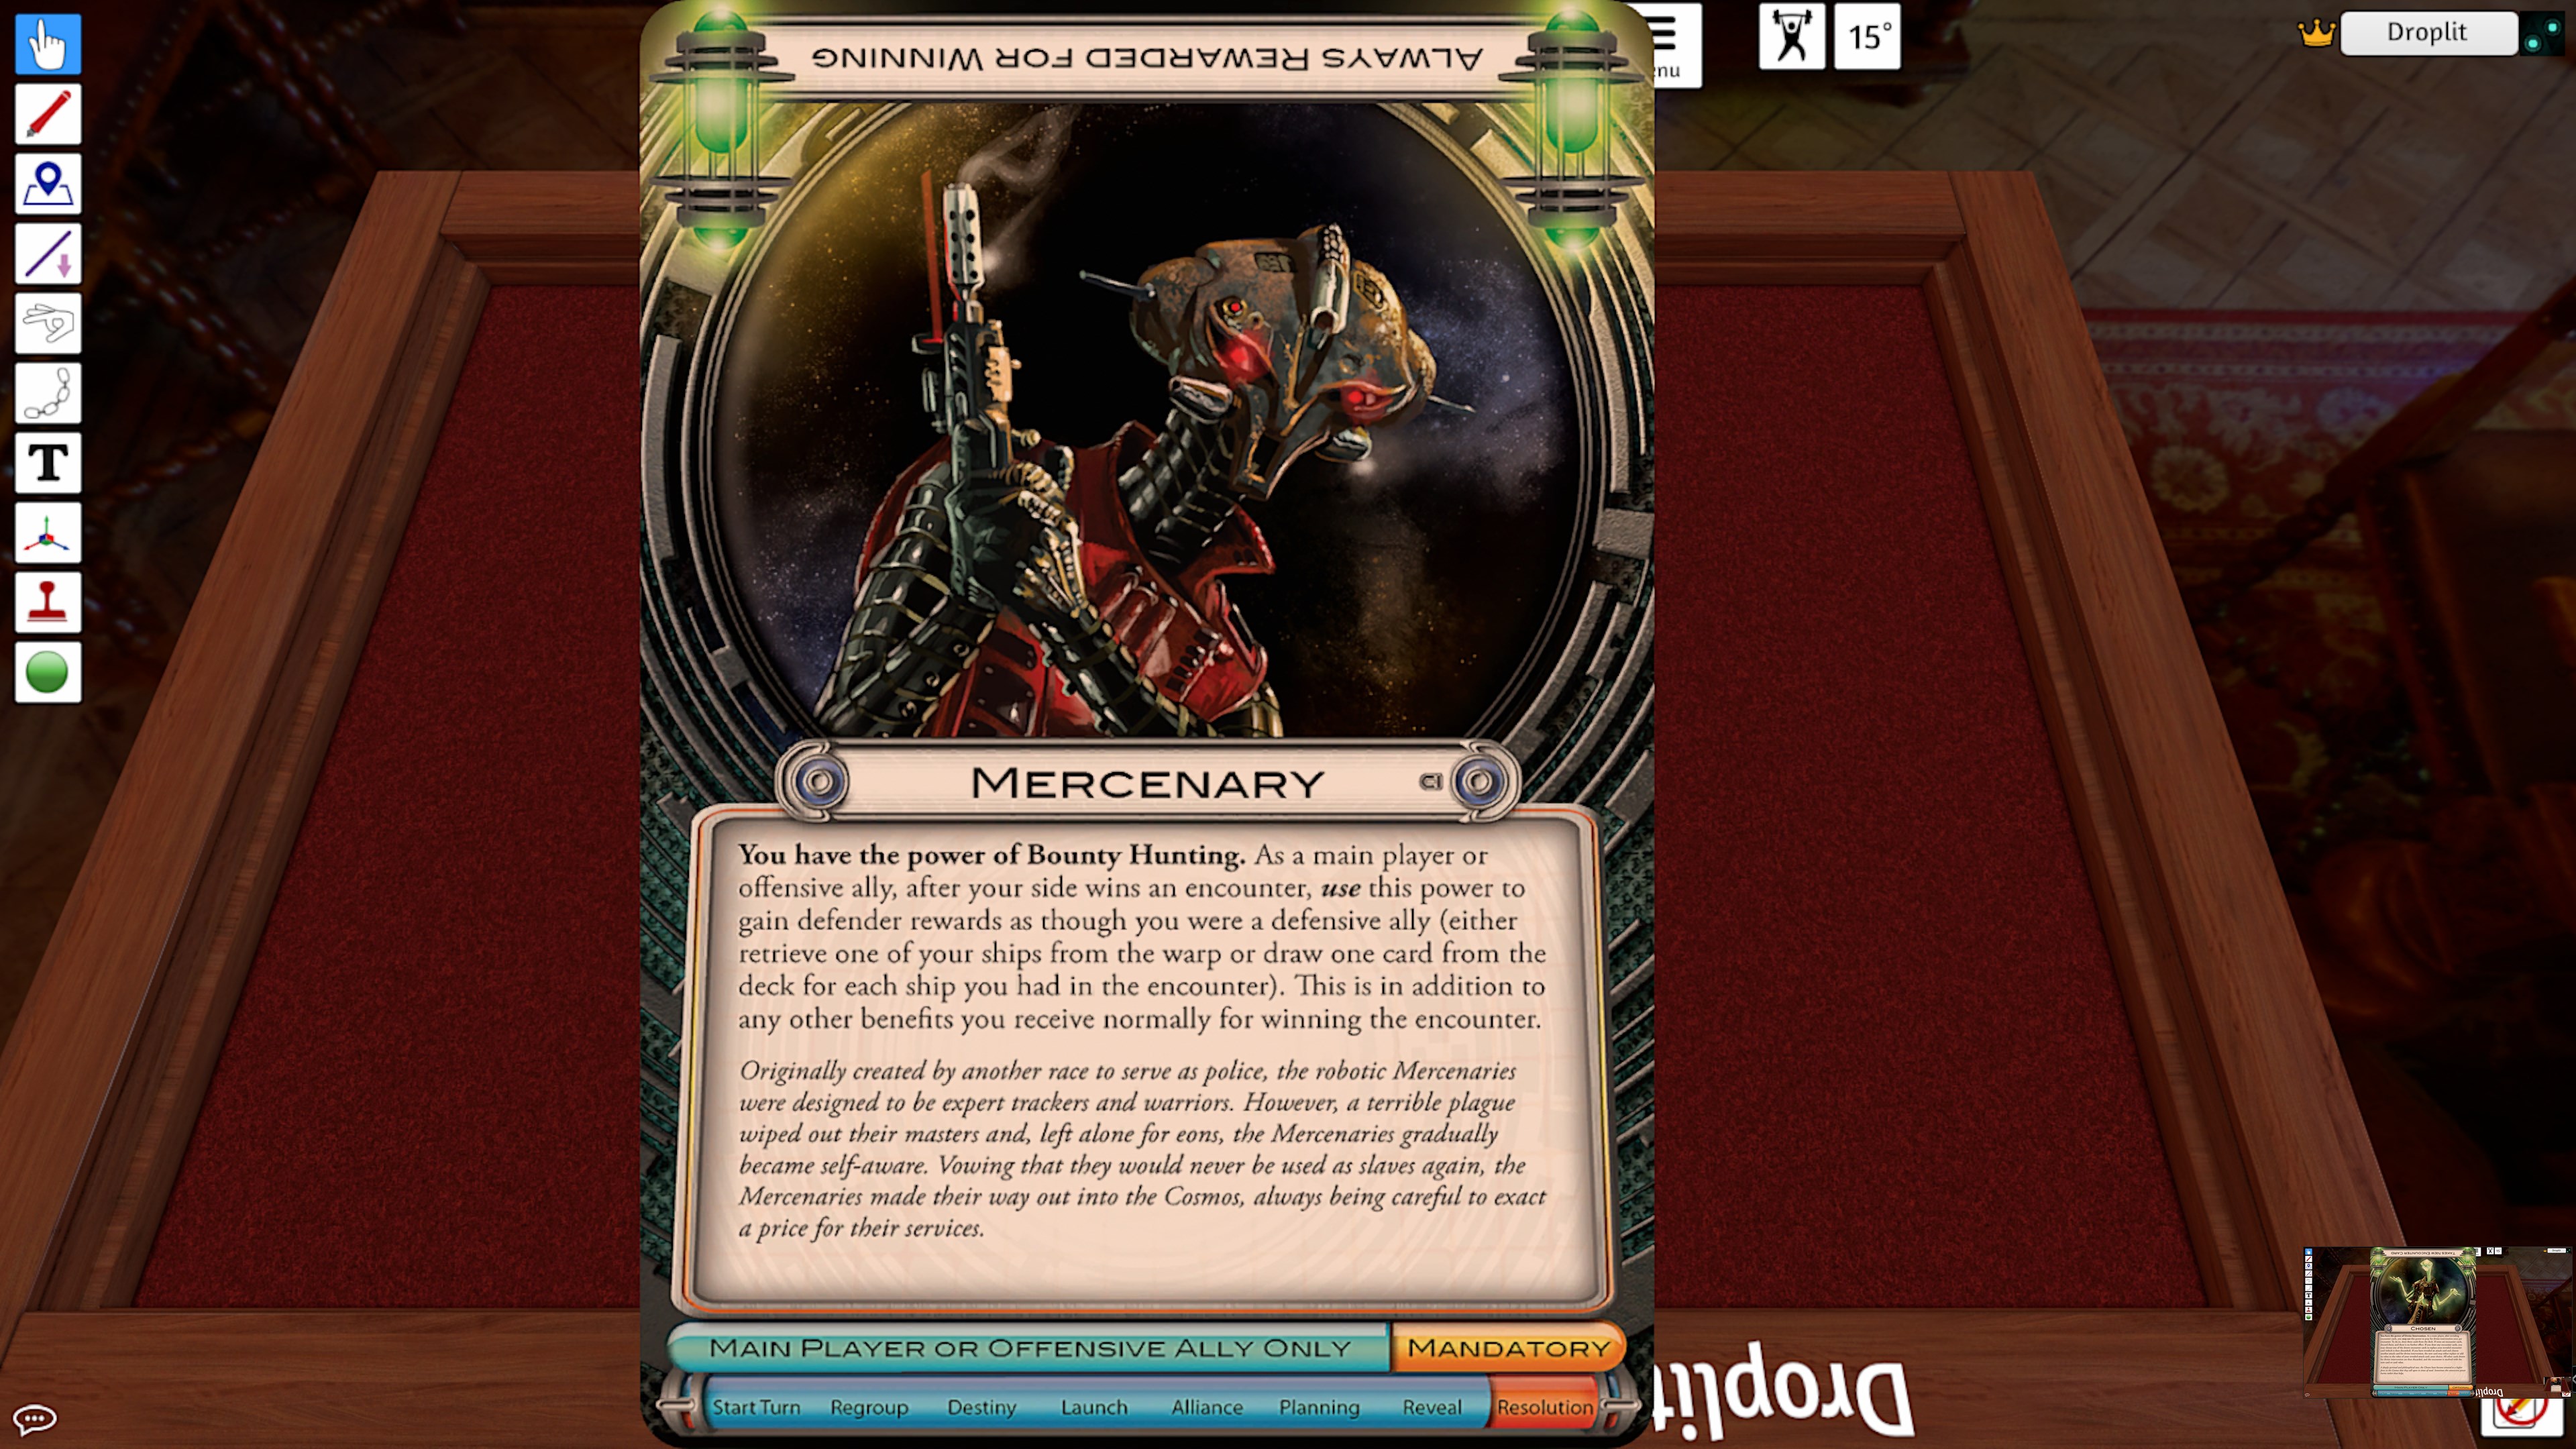 ALWAYS REWARDED FOR WINNING
nu
15°
Droplit
T
MERCENARY
You have the power of Bounty Hunting. As a main player or
offensive ally, after your side wins an encounter, use this power to
gain defender rewards as though you were a defensive ally (either
retrieve one of your ships from the warp or draw one card from the
deck for each ship you had in the encounter). This is in addition to
any other benefits you receive normally for winning the encounter.
Originally created by another race to serve as police, the robotic Mercenaries
were designed to be expert trackers and warriors. However, a terrible plague
wiped out their masters and, left alone for eons, the Mercenaries gradually
became self-aware. Vowing that they would never be used as slaves again, the
Mercenaries made their way out into the Cosmos, always being careful to exact
a price for their services.
MAIN PLAYER OR OFFENSIVE ALLY ONLY MANDATORY
Start Turn Regroup Destiny Launch Alliance Planning Reveal Resolution
Droplit
CHOSEN